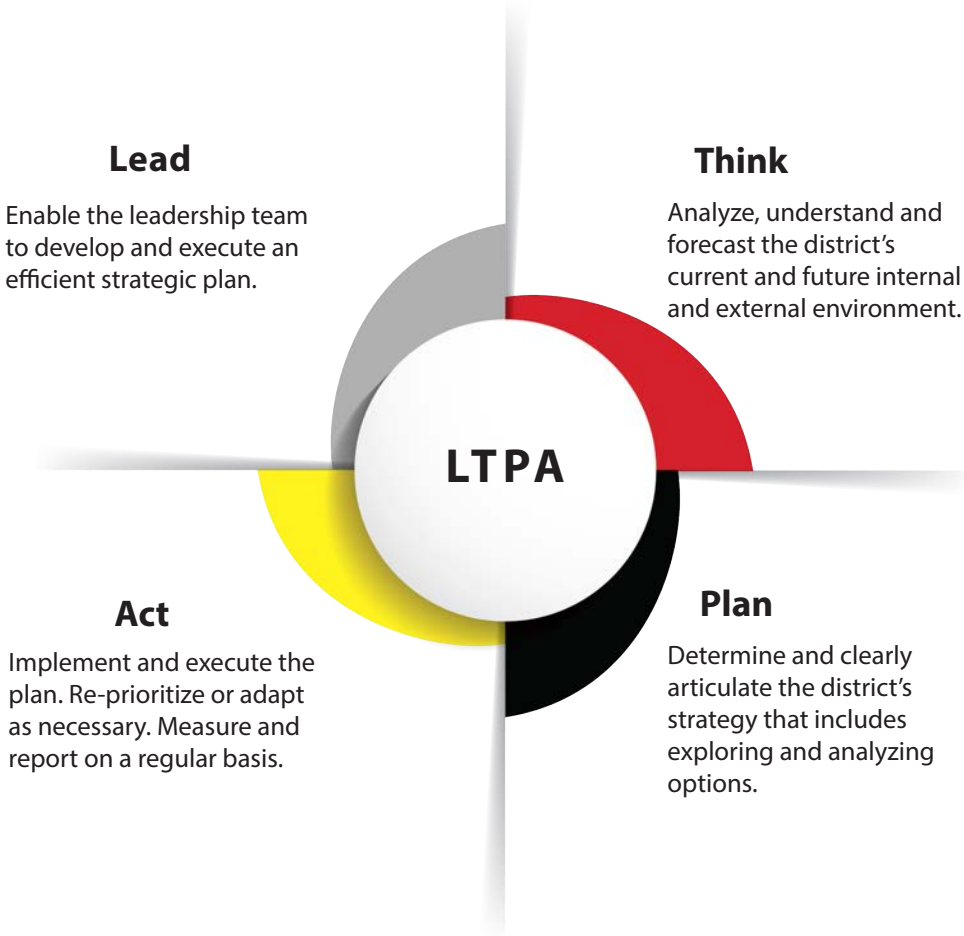 Lead
Enable the leadership team
to develop and execute an
efficient strategic plan.
Think
Analyze, understand and
forecast the district's
current and future internal
and external environment.
LTPA
Act
Implement and execute the
plan. Re-prioritize or adapt
as necessary. Measure and
report on a regular basis.
Plan
Determine and clearly
articulate the district's
strategy that includes
exploring and analyzing
options.